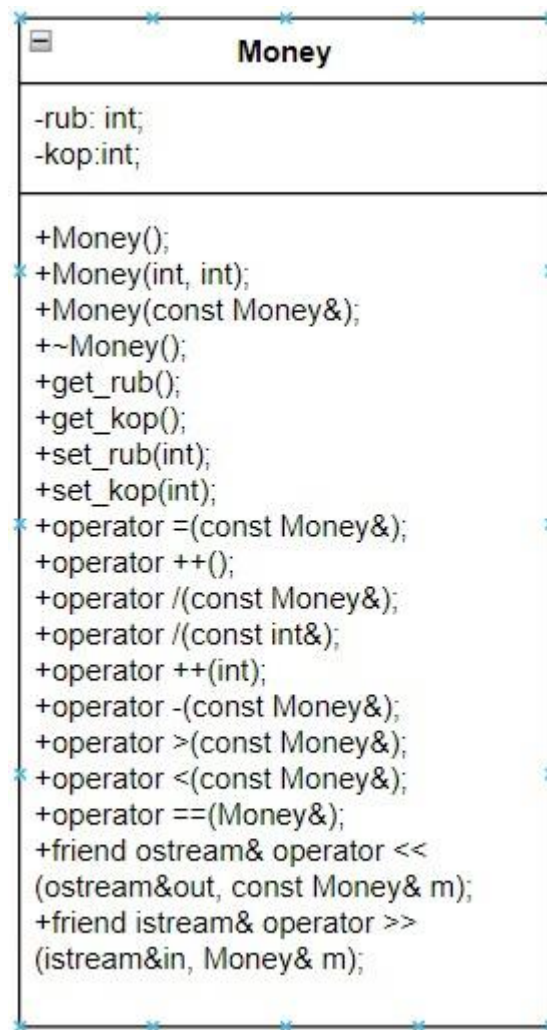 Money
-rub: int;
-kop:int;
+Money();
+Money(int, int);
+Money(const Money&);
+~Money();
+get_rub();
+get_kop();
+set_rub(int);
+set_kop(int);
+operator =(const Money&);
+operator ++();
+operator /(const Money&);
+operator /(const int&);
+operator ++(int);
+operator -(const Money&);
+operator >(const Money&);
+operator <(const Money&);
+operator ==(Money&);
+friend ostream& operator <<
(ostream&out, const Money& m);
+friend istream& operator >>
(istream&in, Money& m);